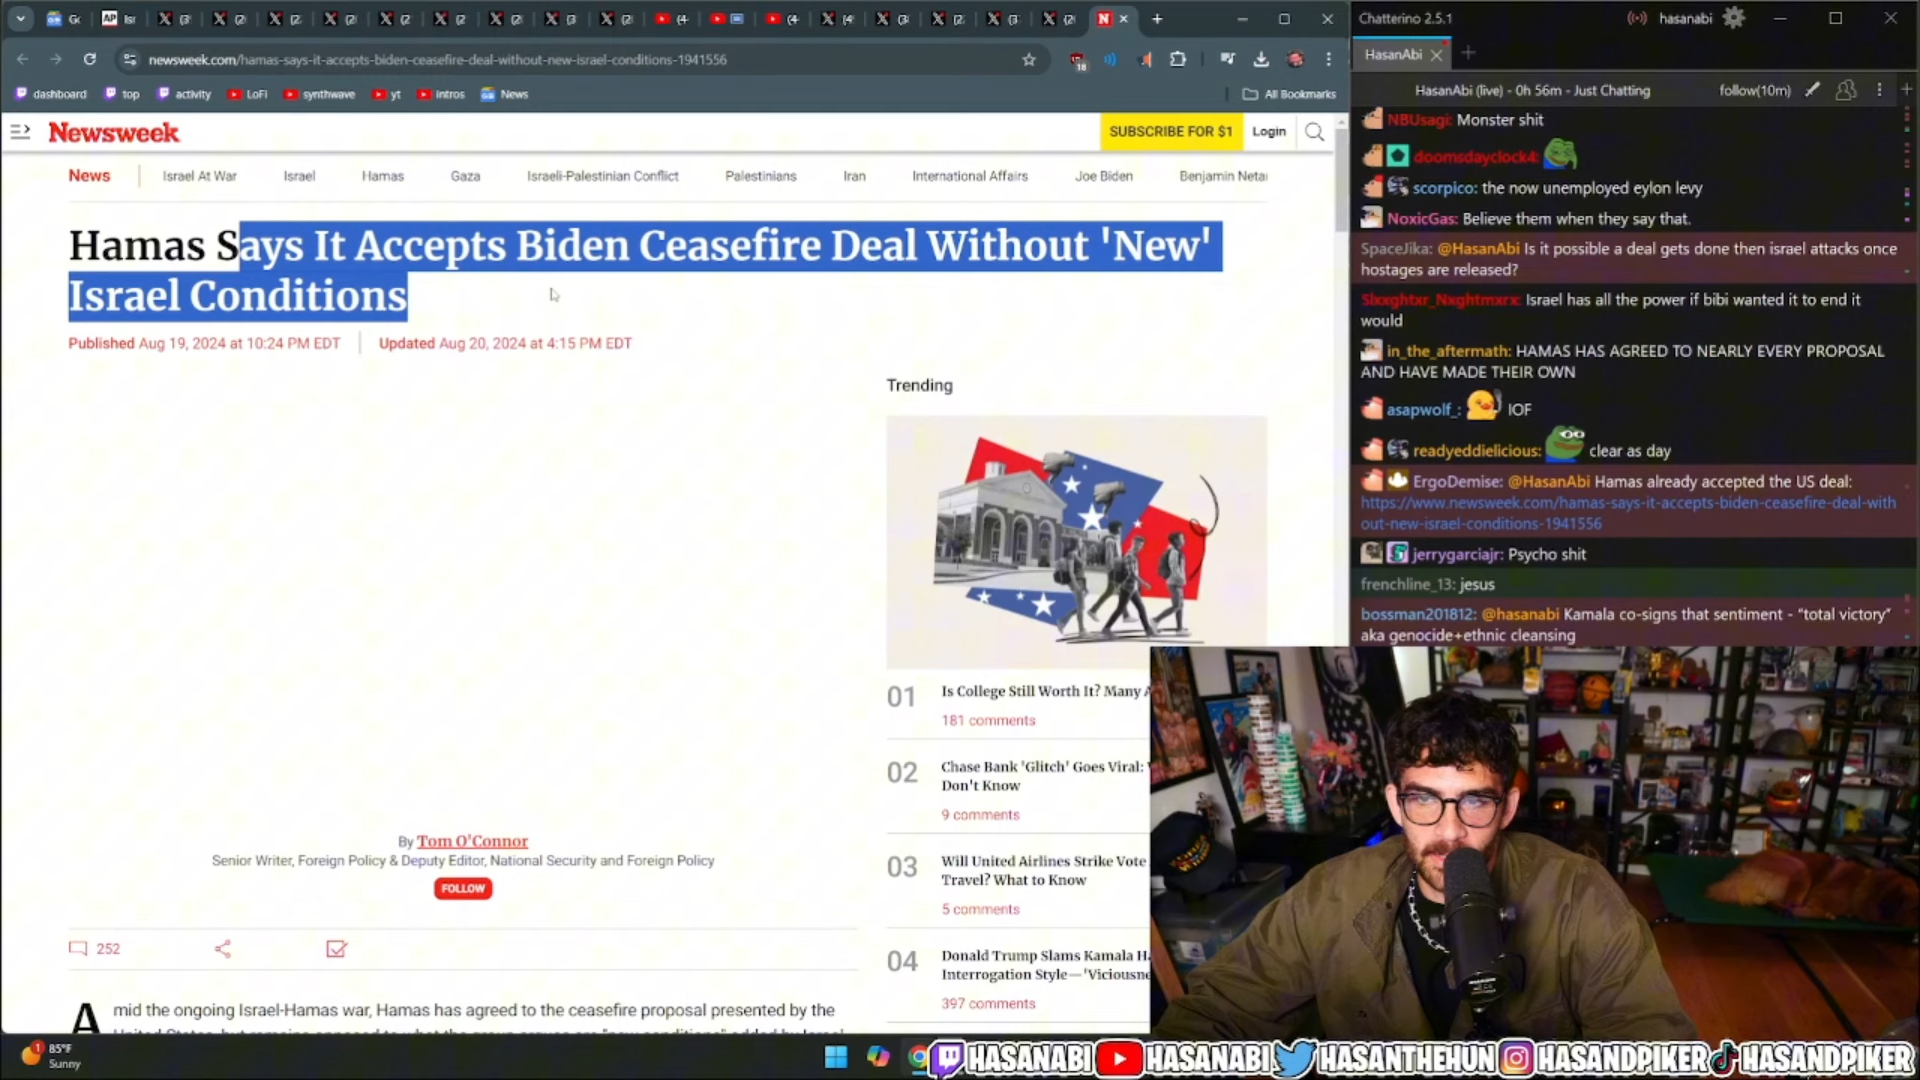 newsweek.com/hamas-says-it-accepts-biden-ceasefire-deal-without-new-israel-conditions-1941556
dashboard top activity LoFi synthwave yt intros News All Bookmarks
Newsweek
SUBSCRIBE FOR $1 Login
News Israel At War Israel Hamas Gaza Israeli-Palestinian Conflict Palestinians Iran International Affairs Joe Biden Benjamin Neta
Hamas Says It Accepts Biden Ceasefire Deal Without 'New'
Israel Conditions
Published Aug 19, 2024 at 10:24 PM EDT Updated Aug 20, 2024 at 4:15 PM EDT
Trending
01 Is College Still Worth It? Many
181 comments
02 Chase Bank 'Glitch' Goes Viral:
Don't Know
9 comments
03 Will United Airlines Strike Vote
Travel? What to Know
5 comments
04 Donald Trump Slams Kamala H
Interrogation Style—'Viciousne
397 comments
By Tom O'Connor
Senior Writer, Foreign Policy & Deputy Editor, National Security and Foreign Policy
FOLLOW
252
Amid the ongoing Israel-Hamas war, Hamas has agreed to the ceasefire proposal presented by the
Chatterino 2.5.1 hasanabi
HasanAbi
HasanAbi (live) - 0h 56m - Just Chatting follow(10m)
NBUsagi: Monster shit
doomsdayclock4:
scorpico: the now unemployed eylon levy
NoxicGas: Believe them when they say that.
SpaceJika: @HasanAbi Is it possible a deal gets done then israel attacks once
hostages are released?
Slxxghtxr_Nxghtmxrx: Israel has all the power if bibi wanted it to end it
would
in_the_aftermath: HAMAS HAS AGREED TO NEARLY EVERY PROPOSAL
AND HAVE MADE THEIR OWN
asapwolf_: IOF
readyeddielicious: clear as day
ErgoDemise: @HasanAbi Hamas already accepted the US deal:
https://www.newsweek.com/hamas-says-it-accepts-biden-ceasefire-deal-with
out-new-israel-conditions-1941556
jerrygarciajr: Psycho shit
frenchline_13: jesus
bossman201812: @hasanabi Kamala co-signs that sentiment - “total victory”
aka genocide+ethnic cleansing
1 85°F
Sunny
HASANABI HASANABI HASANTHEHUN HASANDPIKER HASANDPIKER